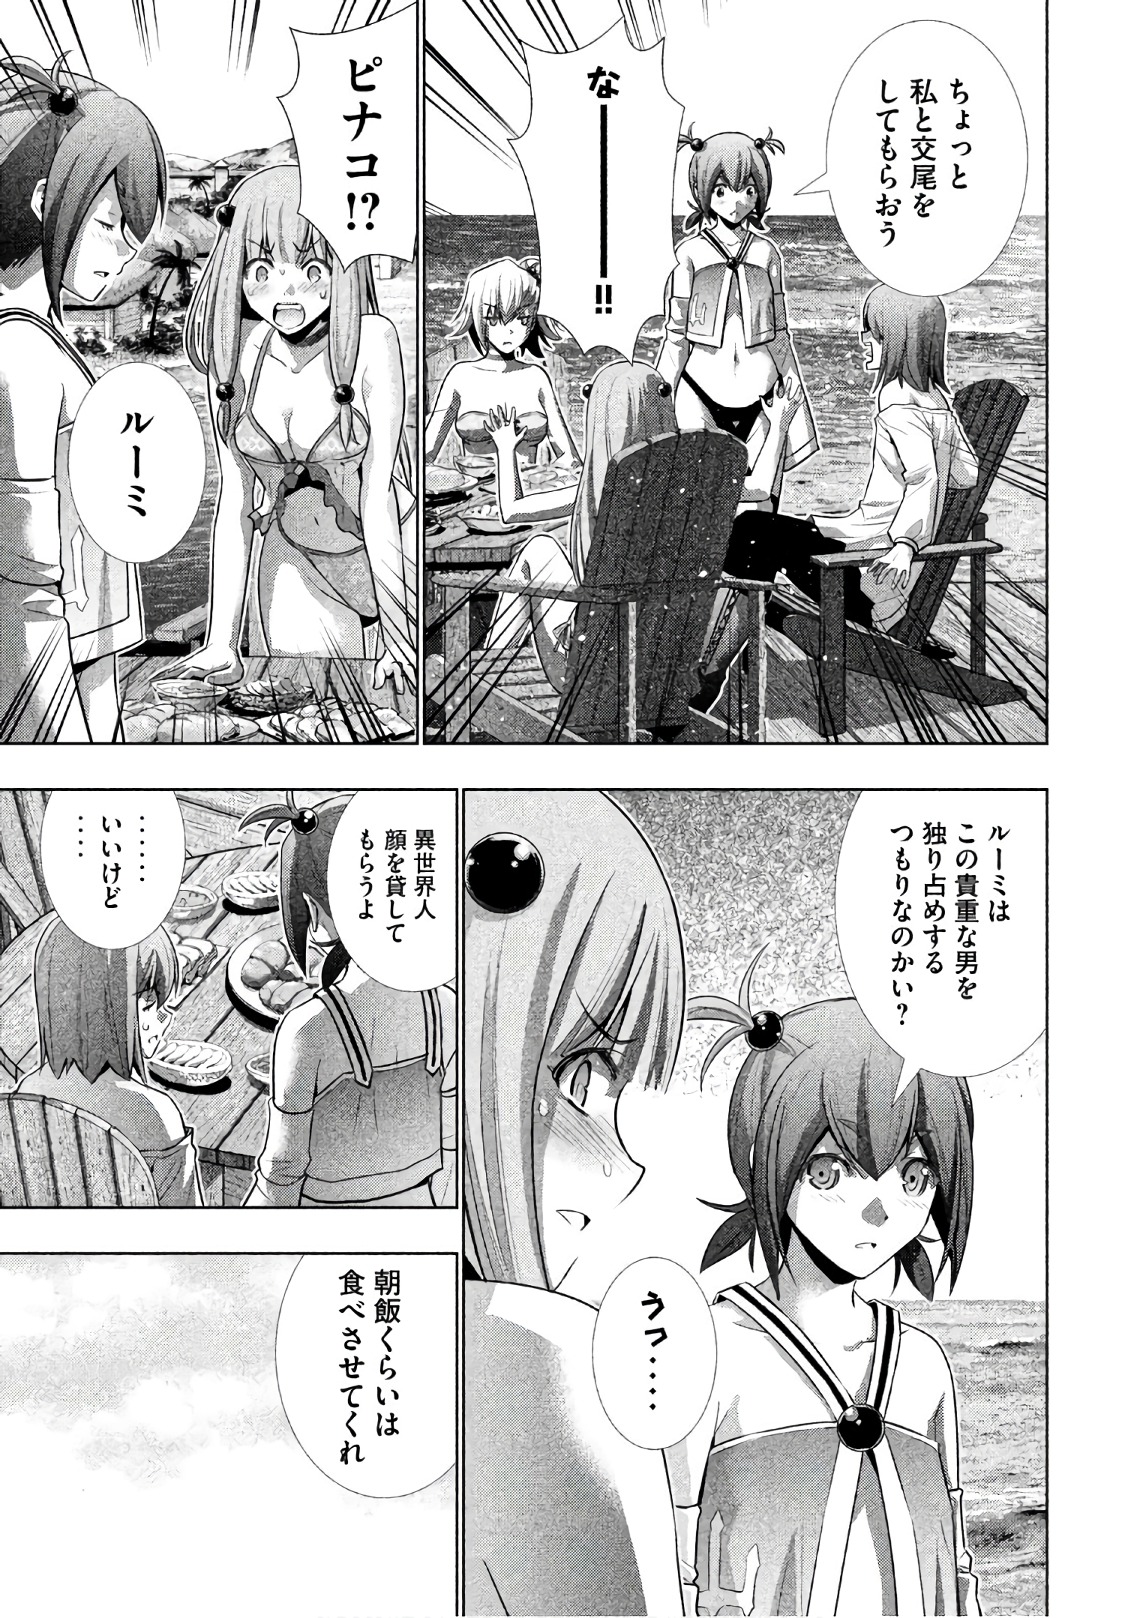 ちょっと
私と交尾を
してもらおう
な━━━!!
ピナコ!?
ルーミ
ルーミは
この貴重な男を
独り占めする
つもりなのかい?
うっ‥‥
異世界人
顔を貸して
もらうよ
‥‥‥
いいけど
‥‥
朝飯くらいは
食べさせてくれ